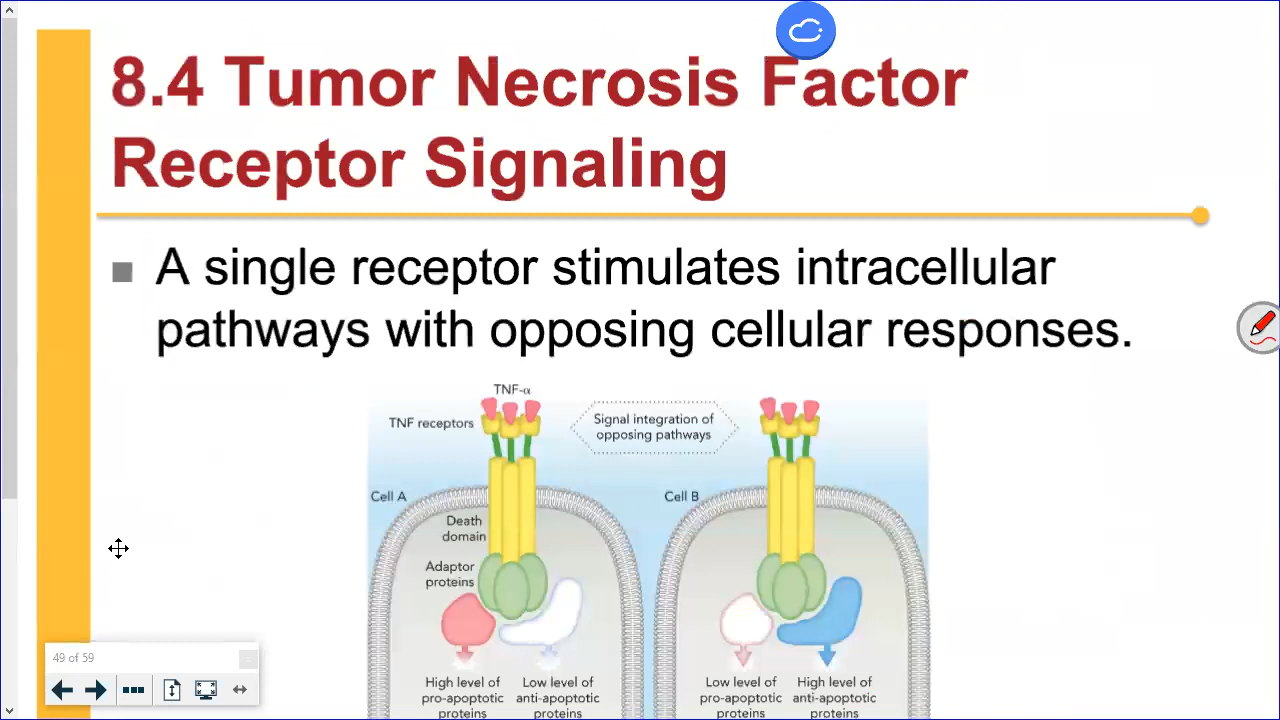 8.4 Tumor Necrosis Factor
Receptor Signaling
A single receptor stimulates intracellular
pathways with opposing cellular responses.
TNF-α
TNF receptors
Signal integration of
opposing pathways
Cell A
Cell B
Death
domain
Adaptor
proteins
High level of
pro-apoptotic
proteins
Low level of
anti-apoptotic
proteins
Low level of
pro-apoptotic
proteins
High level of
anti-apoptotic
proteins
49 of 59